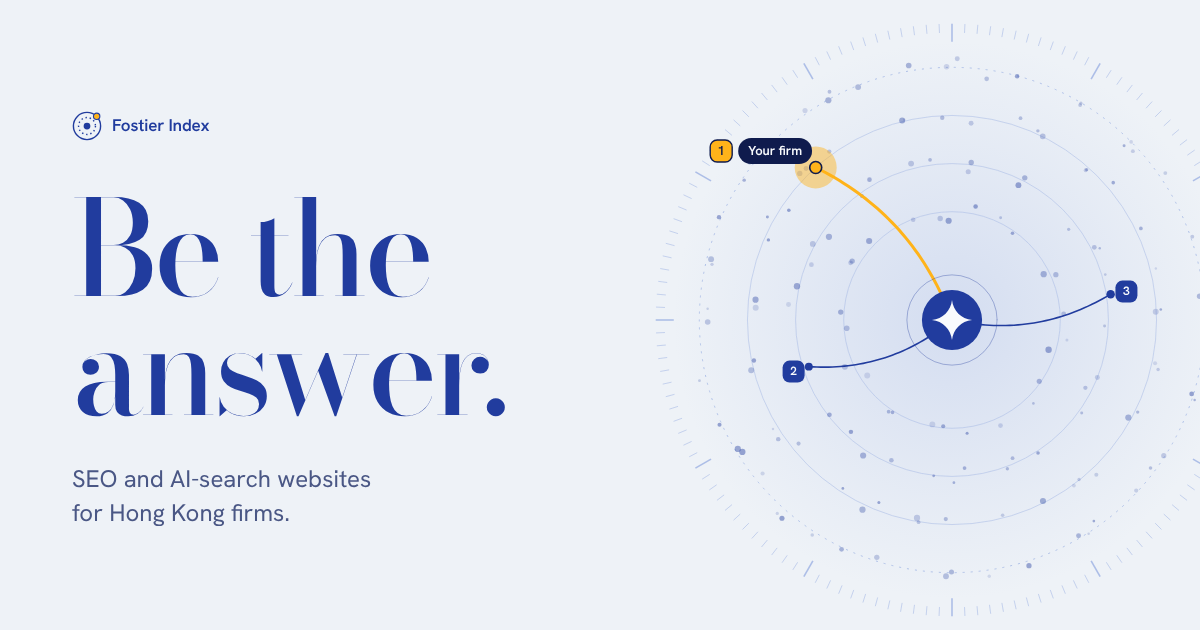 Fostier Index
Be the
answer.
SEO and AI-search websites
for Hong Kong firms.
1 Your firm
3
2